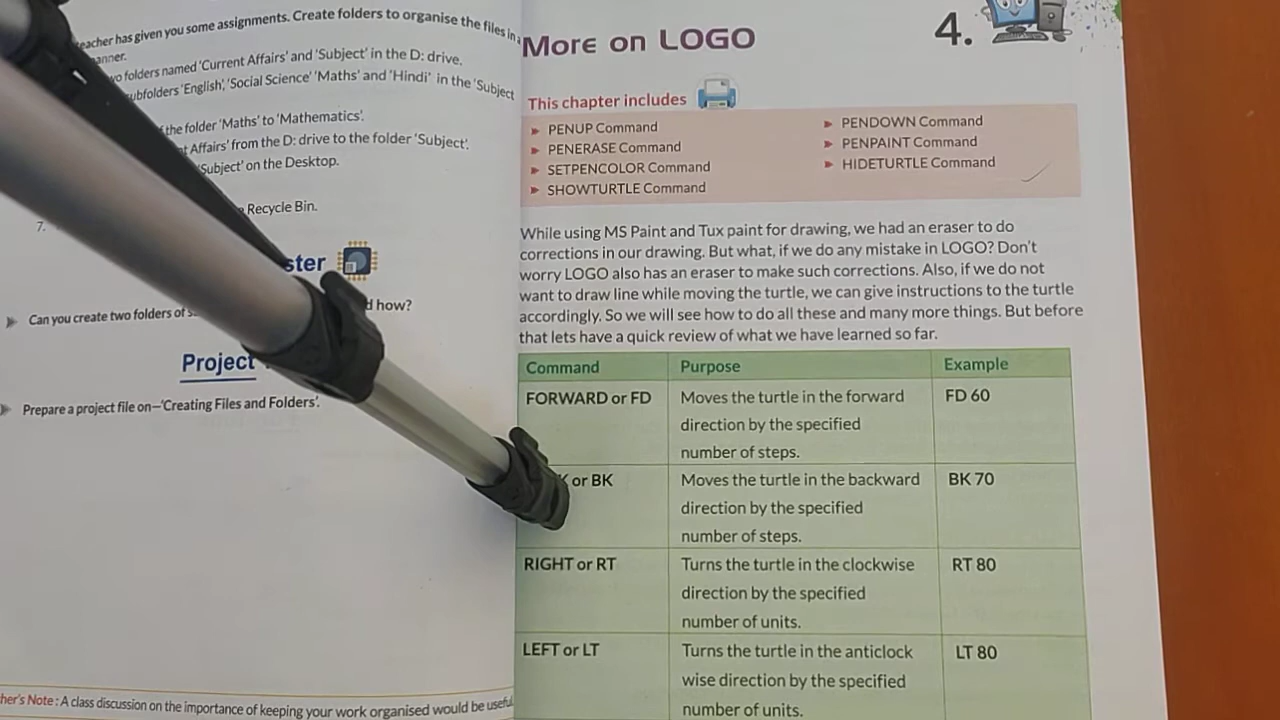 eacher has given you some assignments. Create folders to organise the files in
anner.
wo folders named 'Current Affairs' and 'Subject' in the D: drive.
ubfolders 'English', 'Social Science' 'Maths' and 'Hindi' in the 'Subject
the folder 'Maths' to 'Mathematics'.
Affairs' from the D: drive to the folder 'Subject'.
'Subject' on the Desktop.
Recycle Bin.
7.
ster
Can you create two folders of
how?
Project
Prepare a project file on—'Creating Files and Folders'.
her's Note : A class discussion on the importance of keeping your work organised would be useful
More on LOGO
4.
This chapter includes
PENUP Command
PENDOWN Command
PENERASE Command
PENPAINT Command
SETPENCOLOR Command
HIDETURTLE Command
SHOWTURTLE Command
While using MS Paint and Tux paint for drawing, we had an eraser to do
corrections in our drawing. But what, if we do any mistake in LOGO? Don't
worry LOGO also has an eraser to make such corrections. Also, if we do not
want to draw line while moving the turtle, we can give instructions to the turtle
accordingly. So we will see how to do all these and many more things. But before
that lets have a quick review of what we have learned so far.
Command Purpose Example
FORWARD or FD Moves the turtle in the forward FD 60
direction by the specified
number of steps.
K or BK Moves the turtle in the backward BK 70
direction by the specified
number of steps.
RIGHT or RT Turns the turtle in the clockwise RT 80
direction by the specified
number of units.
LEFT or LT Turns the turtle in the anticlock LT 80
wise direction by the specified
number of units.